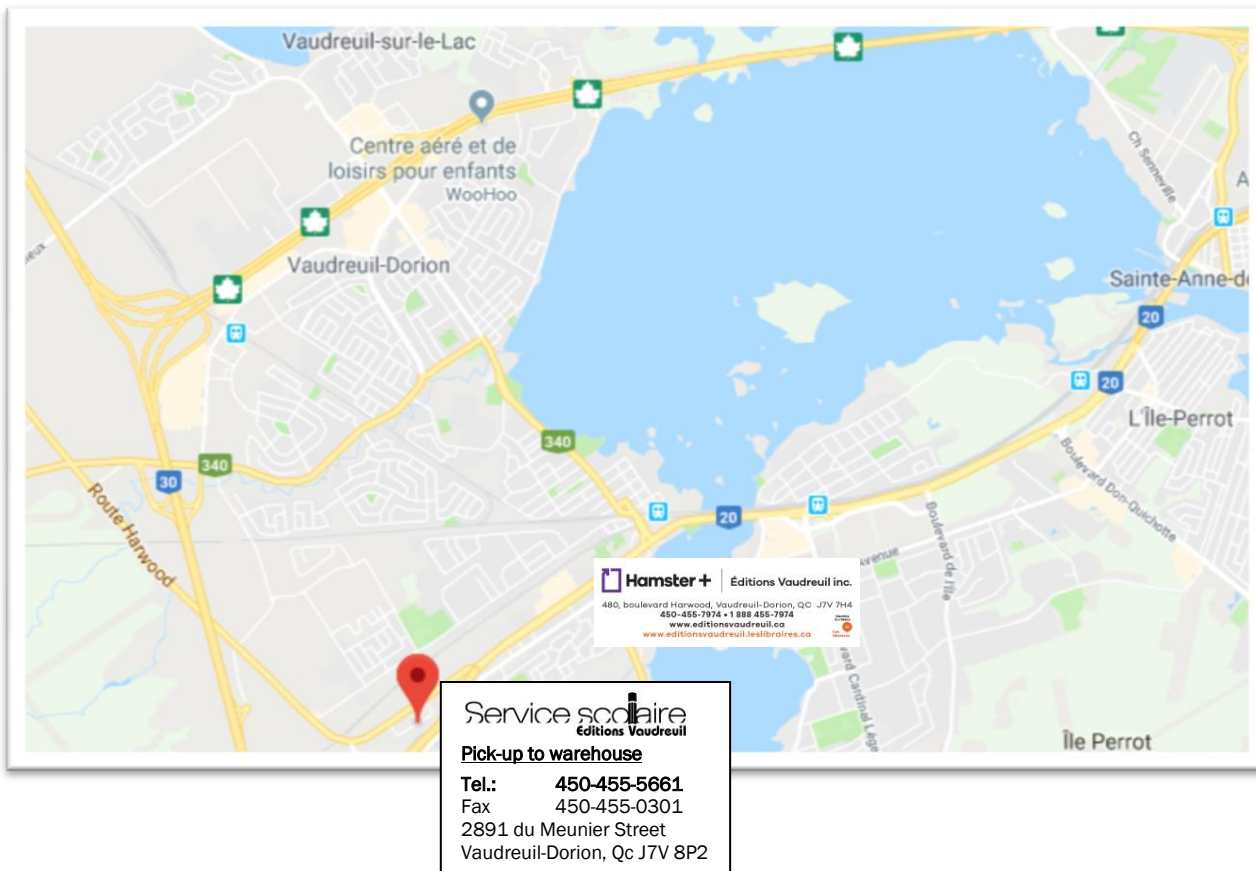 Vaudreuil-sur-le-Lac
Centre aéré et de
loisirs pour enfants
WooHoo
Ch Senneville
A
eux
Vaudreuil-Dorion
Sainte-Anne-de
20
20
L'Île-Perrot
340
340
30
Route Harwood
20
Boulevard Don-Quichotte
Boulevard de l'Île
Avenue
Hamster + Éditions Vaudreuil inc.
480, boulevard Harwood, Vaudreuil-Dorion, QC J7V 7H4
450-455-7974 • 1 888 455-7974
www.editionsvaudreuil.ca
www.editionsvaudreuil.leslibraires.ca
vard Cardinal Lége
Île Perrot
Service scolaire
Éditions Vaudreuil
Pick-up to warehouse
Tel.: 450-455-5661
Fax 450-455-0301
2891 du Meunier Street
Vaudreuil-Dorion, Qc J7V 8P2